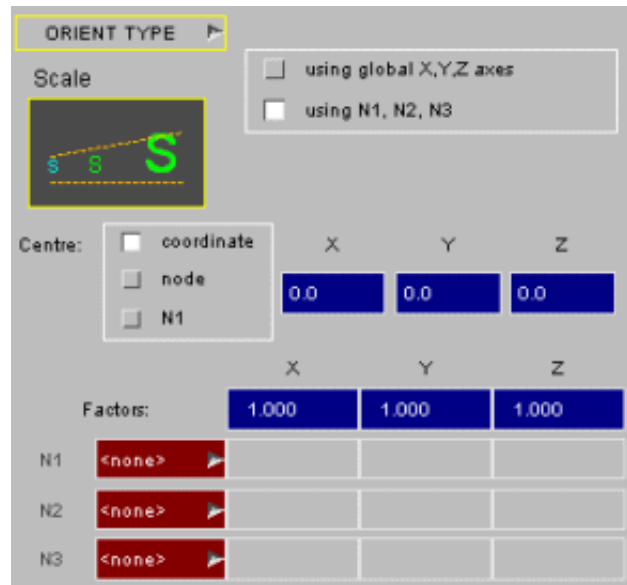 ORIENT TYPE
Scale
using global X,Y,Z axes
using N1, N2, N3
s s S
Centre:
coordinate
node
N1
X Y Z
0.0 0.0 0.0
X Y Z
Factors: 1.000 1.000 1.000
N1 <none>
N2 <none>
N3 <none>